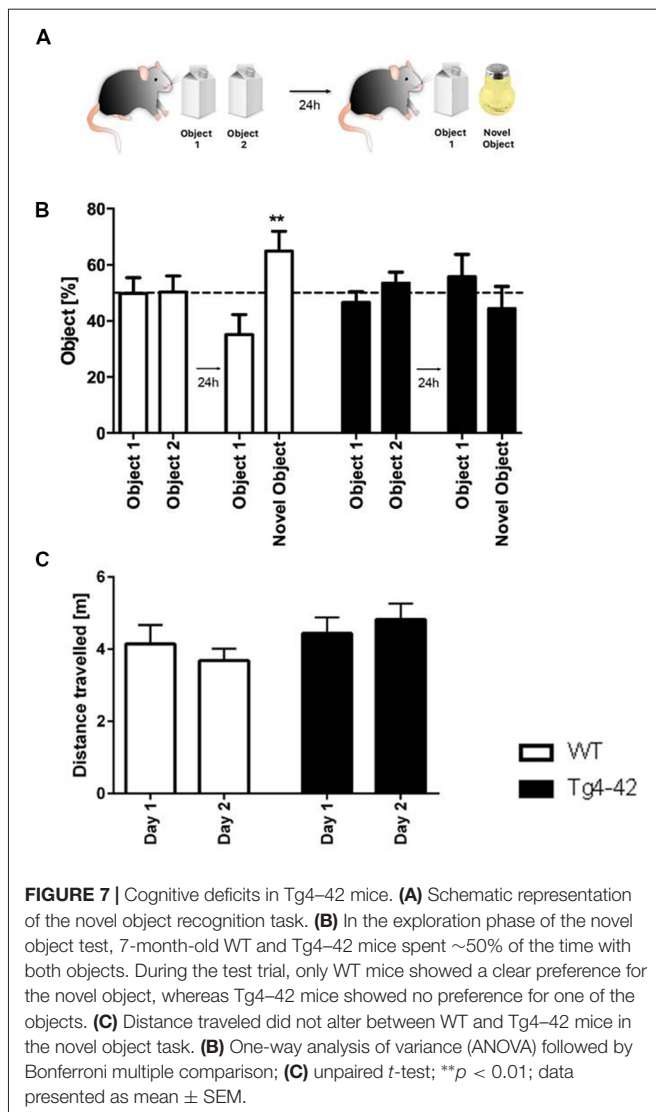 A
Object
1
Object
2
24h
Object
1
Novel
Object
B
Object [%]
80
60
40
20
0
**
24h
24h
Object 1
Object 2
Object 1
Novel Object
Object 1
Object 2
Object 1
Novel Object
C
Distance travelled [m]
6
4
2
0
Day 1
Day 2
Day 1
Day 2
WT
Tg4-42
FIGURE 7 | Cognitive deficits in Tg4–42 mice. (A) Schematic representation
of the novel object recognition task. (B) In the exploration phase of the novel
object test, 7-month-old WT and Tg4–42 mice spent ~50% of the time with
both objects. During the test trial, only WT mice showed a clear preference for
the novel object, whereas Tg4–42 mice showed no preference for one of the
objects. (C) Distance traveled did not alter between WT and Tg4–42 mice in
the novel object task. (B) One-way analysis of variance (ANOVA) followed by
Bonferroni multiple comparison; (C) unpaired t-test; **p < 0.01; data
presented as mean ± SEM.